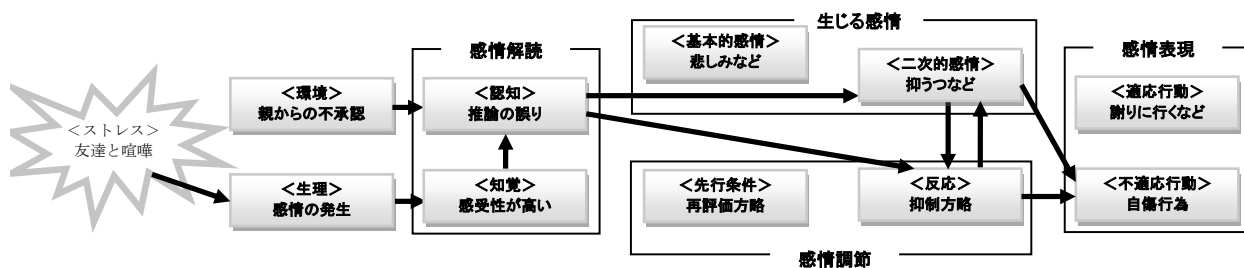 ＜ストレス＞
友達と喧嘩
＜環境＞
親からの不承認
＜生理＞
感情の発生
感情解読
＜認知＞
推論の誤り
＜知覚＞
感受性が高い
生じる感情
＜基本的感情＞
悲しみなど
＜二次的感情＞
抑うつなど
＜先行条件＞
再評価方略
＜反応＞
抑制方略
感情調節
感情表現
＜適応行動＞
謝りに行くなど
＜不適応行動＞
自傷行為